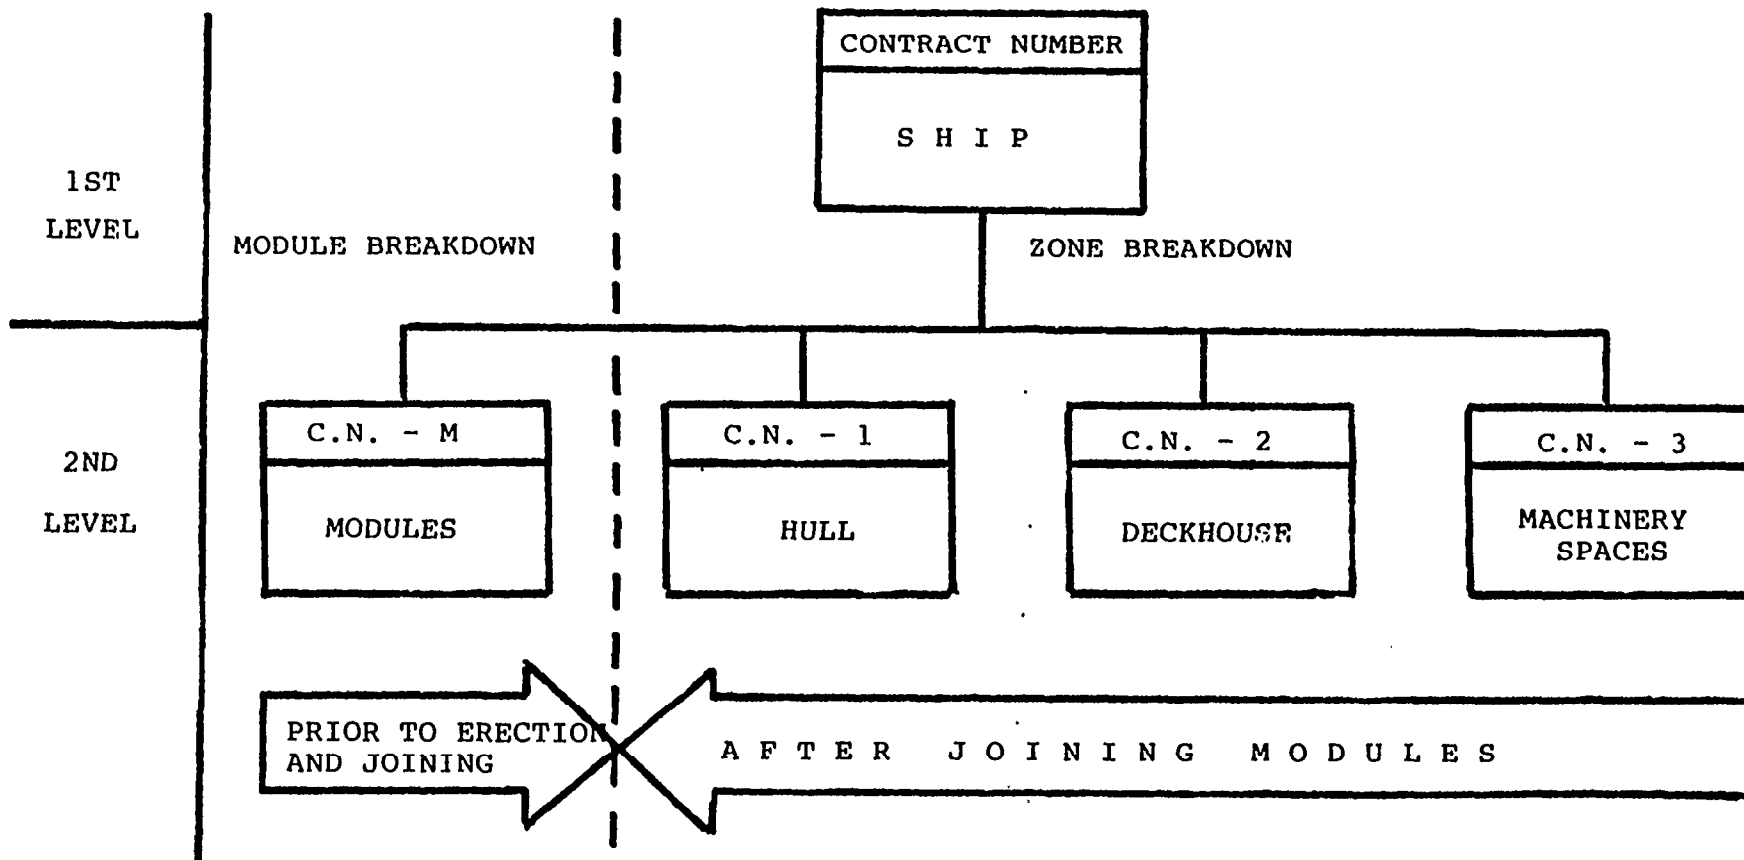 CONTRACT NUMBER
S H I P
1ST
LEVEL
MODULE BREAKDOWN
ZONE BREAKDOWN
C.N. - M
C.N. - 1
C.N. - 2
C.N. - 3
2ND
LEVEL
MODULES
HULL
DECKHOUSE
MACHINERY
SPACES
PRIOR TO ERECTION
AND JOINING
A F T E R  J O I N I N G  M O D U L E S